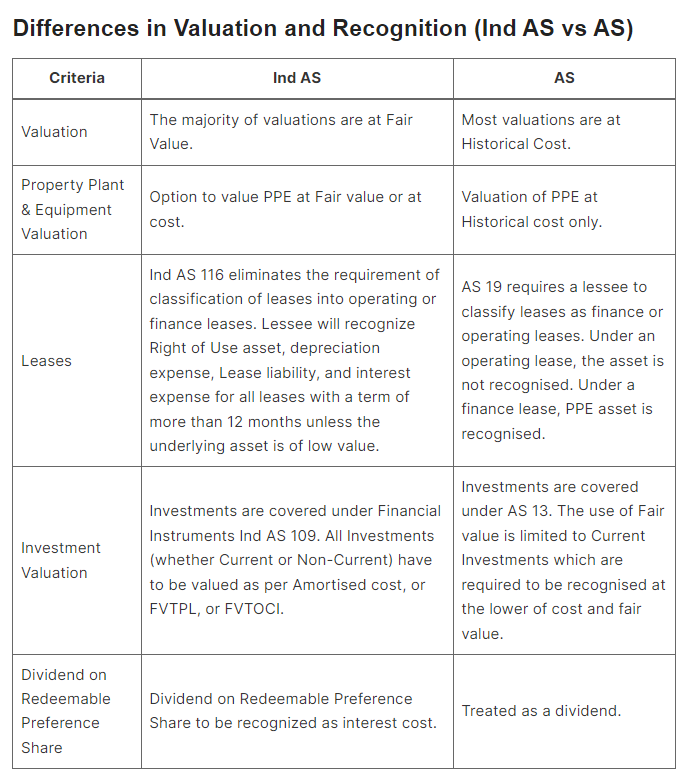 Differences in Valuation and Recognition (Ind AS vs AS)
Criteria
Ind AS
AS
Valuation
The majority of valuations are at Fair
Value.
Most valuations are at
Historical Cost.
Property Plant
& Equipment
Valuation
Option to value PPE at Fair value or at
cost.
Valuation of PPE at
Historical cost only.
Leases
Ind AS 116 eliminates the requirement of
classification of leases into operating or
finance leases. Lessee will recognize
Right of Use asset, depreciation
expense, Lease liability, and interest
expense for all leases with a term of
more than 12 months unless the
underlying asset is of low value.
AS 19 requires a lessee to
classify leases as finance or
operating leases. Under an
operating lease, the asset is
not recognised. Under a
finance lease, PPE asset is
recognised.
Investment
Valuation
Investments are covered under Financial
Instruments Ind AS 109. All Investments
(whether Current or Non-Current) have
to be valued as per Amortised cost, or
FVTPL, or FVTOCI.
Investments are covered
under AS 13. The use of Fair
value is limited to Current
Investments which are
required to be recognised at
the lower of cost and fair
value.
Dividend on
Redeemable
Preference
Share
Dividend on Redeemable Preference
Share to be recognized as interest cost.
Treated as a dividend.